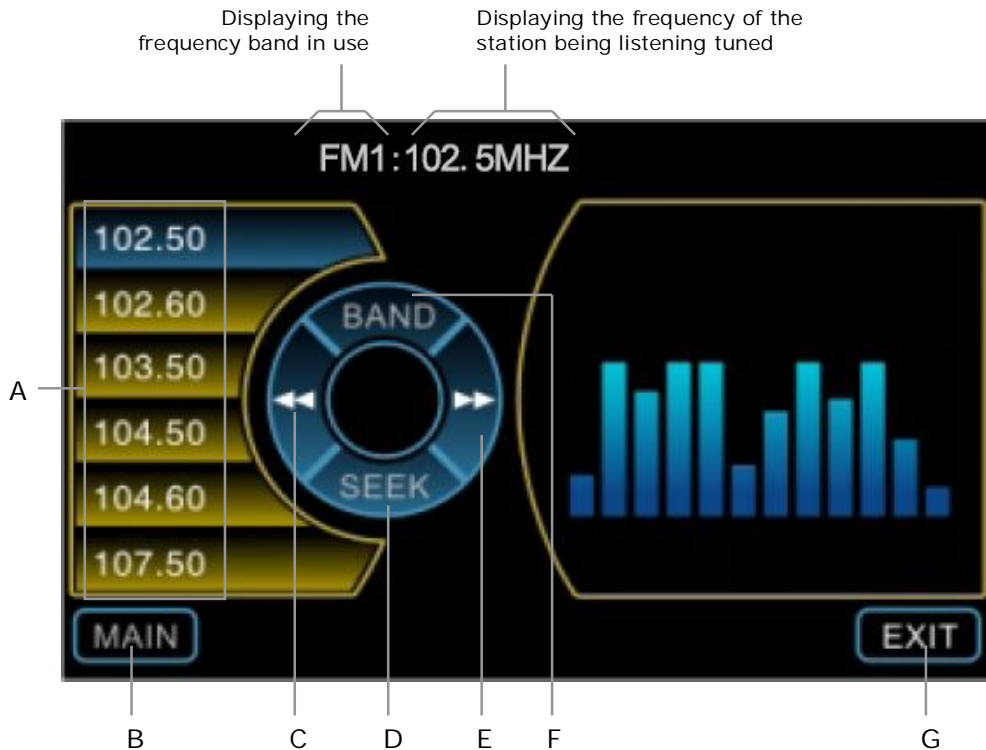 Displaying the
frequency band in use
Displaying the frequency of the
station being listening tuned
FM1:102.5MHZ
102.50
102.60
103.50
104.50
104.60
107.50
BAND
SEEK
MAIN
EXIT
A
B
C
D
E
F
G